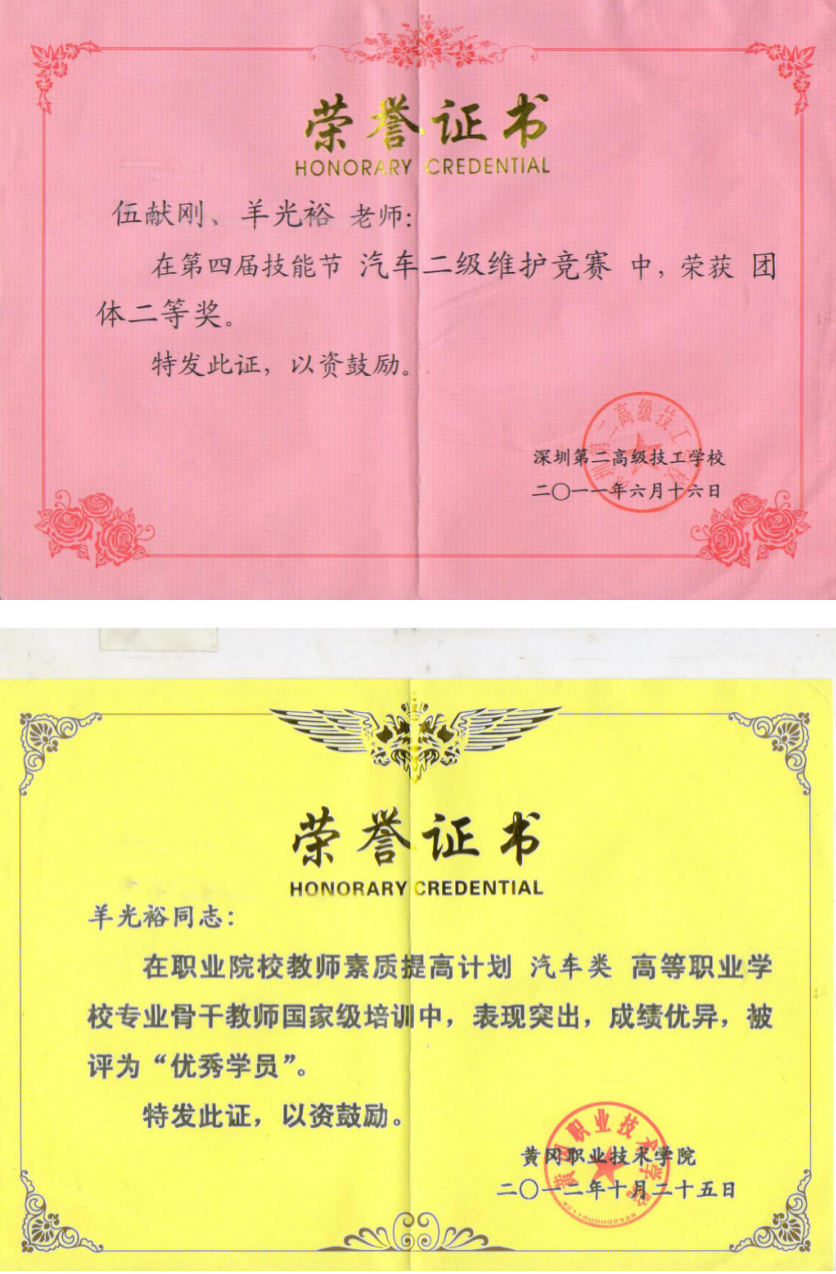 荣誉证书
HONORARY CREDENTIAL
伍献刚、羊光裕 老师:
在第四届技能节 汽车二级维护竞赛 中，荣获 团
体二等奖。
特发此证，以资鼓励。
深圳第二高级技工学校
二〇一一年六月十六日
荣誉证书
HONORARY CREDENTIAL
羊光裕同志:
在职业院校教师素质提高计划 汽车类 高等职业学
校专业骨干教师国家级培训中，表现突出，成绩优异，被
评为“优秀学员”。
特发此证，以资鼓励。
黄冈职业技术学院
二〇一二年十月二十五日